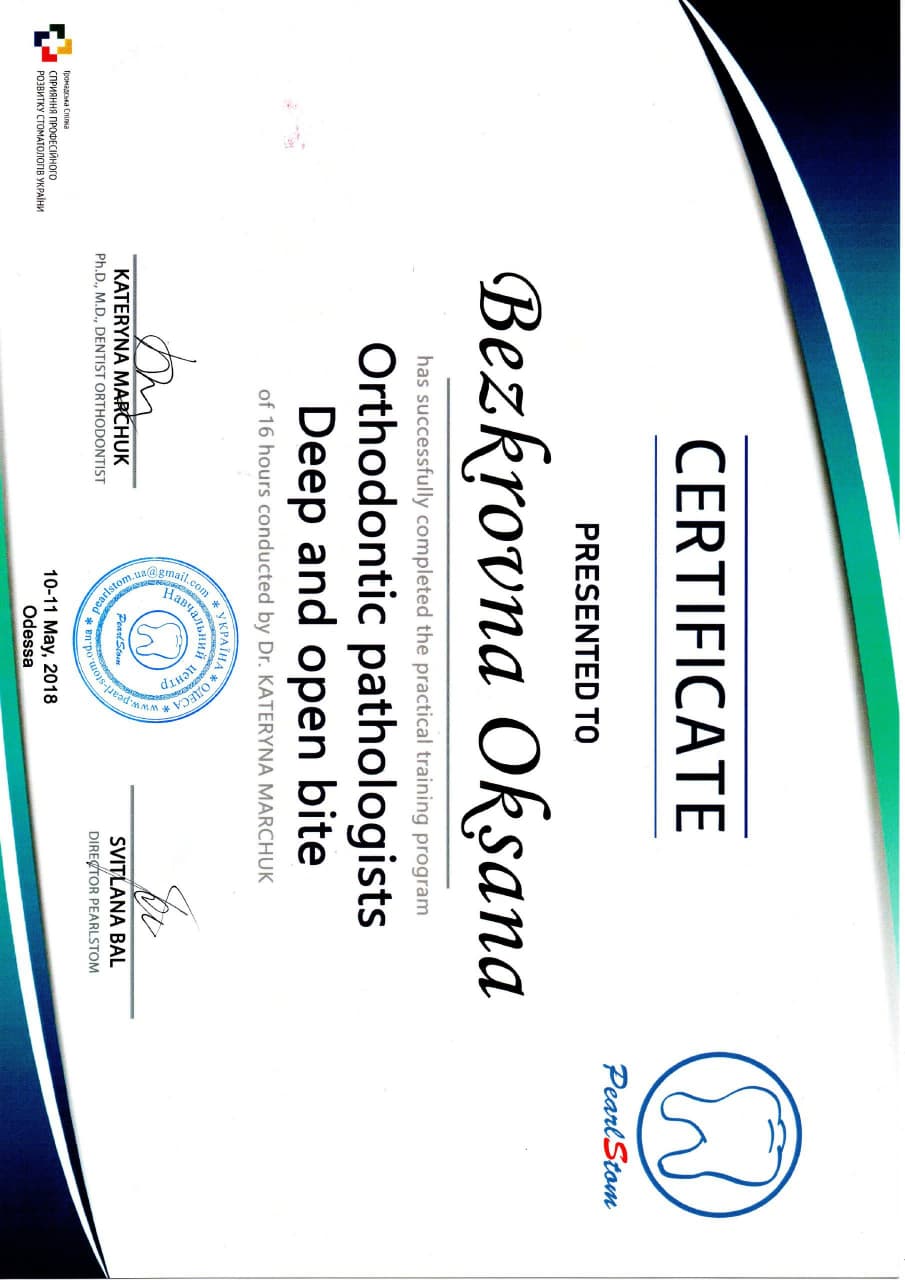 CERTIFICATE
PearlStom
PRESENTED TO
Bezkrovna Oksana
has successfully completed the practical training program
Orthodontic pathologists
Deep and open bite
of 16 hours conducted by Dr. KATERYNA MARCHUK
* УКРАЇНА * ОДЕСА * www.pearl-stom.od.ua * pearlstom.ua@gmail.com
Навчальний центр
PearlStom
KATERYNA MARCHUK
Ph.D., M.D., DENTIST ORTHODONTIST
SVITLANA BAL
DIRECTOR PEARLSTOM
Громадська Спілка
СПРИЯННЯ ПРОФЕСІЙНОГО
РОЗВИТКУ СТОМАТОЛОГІВ УКРАЇНИ
10-11 May, 2018
Odessa